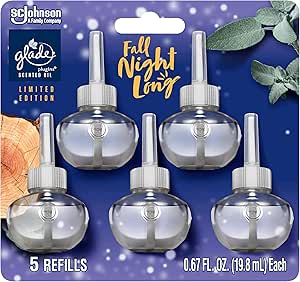 SC Johnson
A Family Company
glade
plugins®
SCENTED OIL
LIMITED
EDITION
Fall
Night
Long
5 REFILLS
0.67 FL. OZ. (19.8 mL) Each